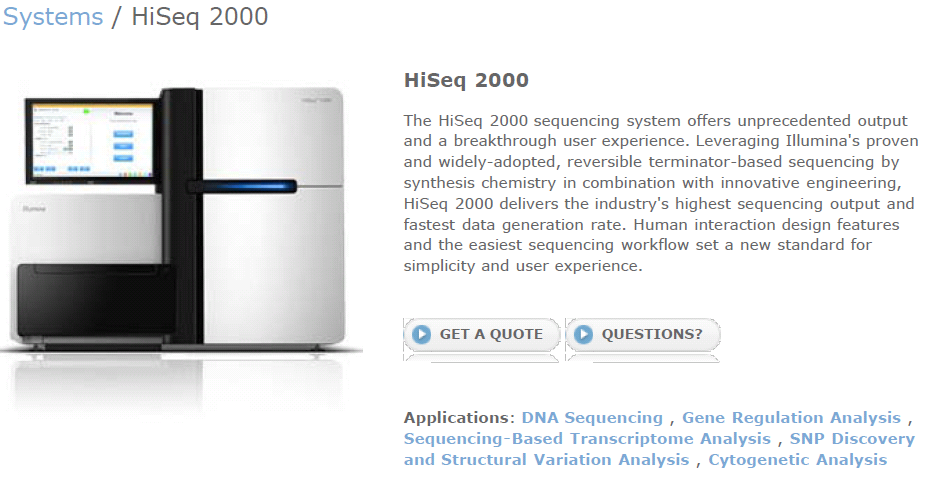 Systems / HiSeq 2000
HiSeq 2000
The HiSeq 2000 sequencing system offers unprecedented output
and a breakthrough user experience. Leveraging Illumina's proven
and widely-adopted, reversible terminator-based sequencing by
synthesis chemistry in combination with innovative engineering,
HiSeq 2000 delivers the industry's highest sequencing output and
fastest data generation rate. Human interaction design features
and the easiest sequencing workflow set a new standard for
simplicity and user experience.
GET A QUOTE
QUESTIONS?
Applications: DNA Sequencing , Gene Regulation Analysis ,
Sequencing-Based Transcriptome Analysis , SNP Discovery
and Structural Variation Analysis , Cytogenetic Analysis